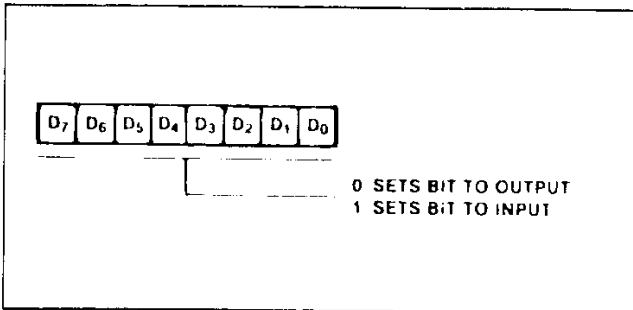 D7 D6 D5 D4 D3 D2 D1 D0
0 SETS BIT TO OUTPUT
1 SETS BIT TO INPUT